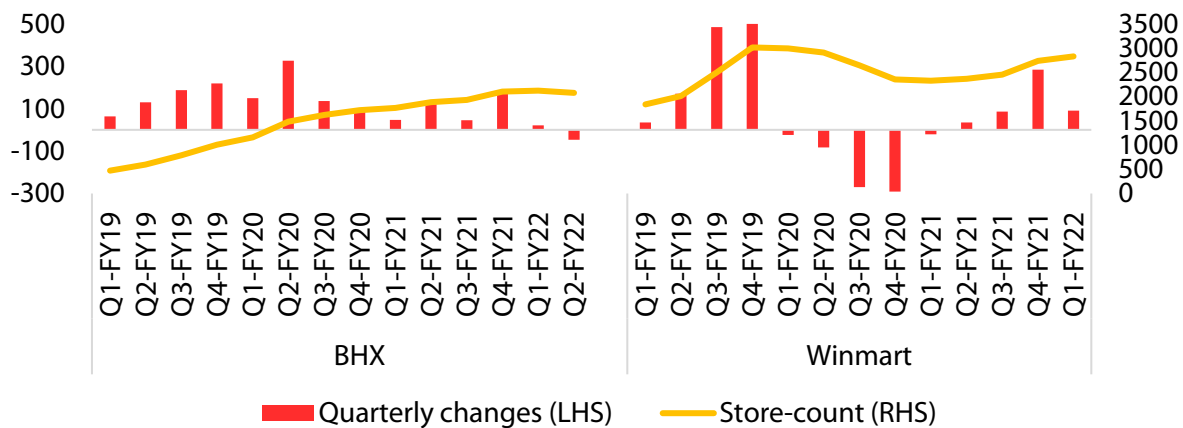 500
300
100
-100
-300
3500
3000
2500
2000
1500
1000
500
0
Q1-FY19
Q2-FY19
Q3-FY19
Q4-FY19
Q1-FY20
Q2-FY20
Q3-FY20
Q4-FY20
Q1-FY21
Q2-FY21
Q3-FY21
Q4-FY21
Q1-FY22
Q2-FY22
Q1-FY19
Q2-FY19
Q3-FY19
Q4-FY19
Q1-FY20
Q2-FY20
Q3-FY20
Q4-FY20
Q1-FY21
Q2-FY21
Q3-FY21
Q4-FY21
Q1-FY22
BHX
Winmart
Quarterly changes (LHS)
Store-count (RHS)